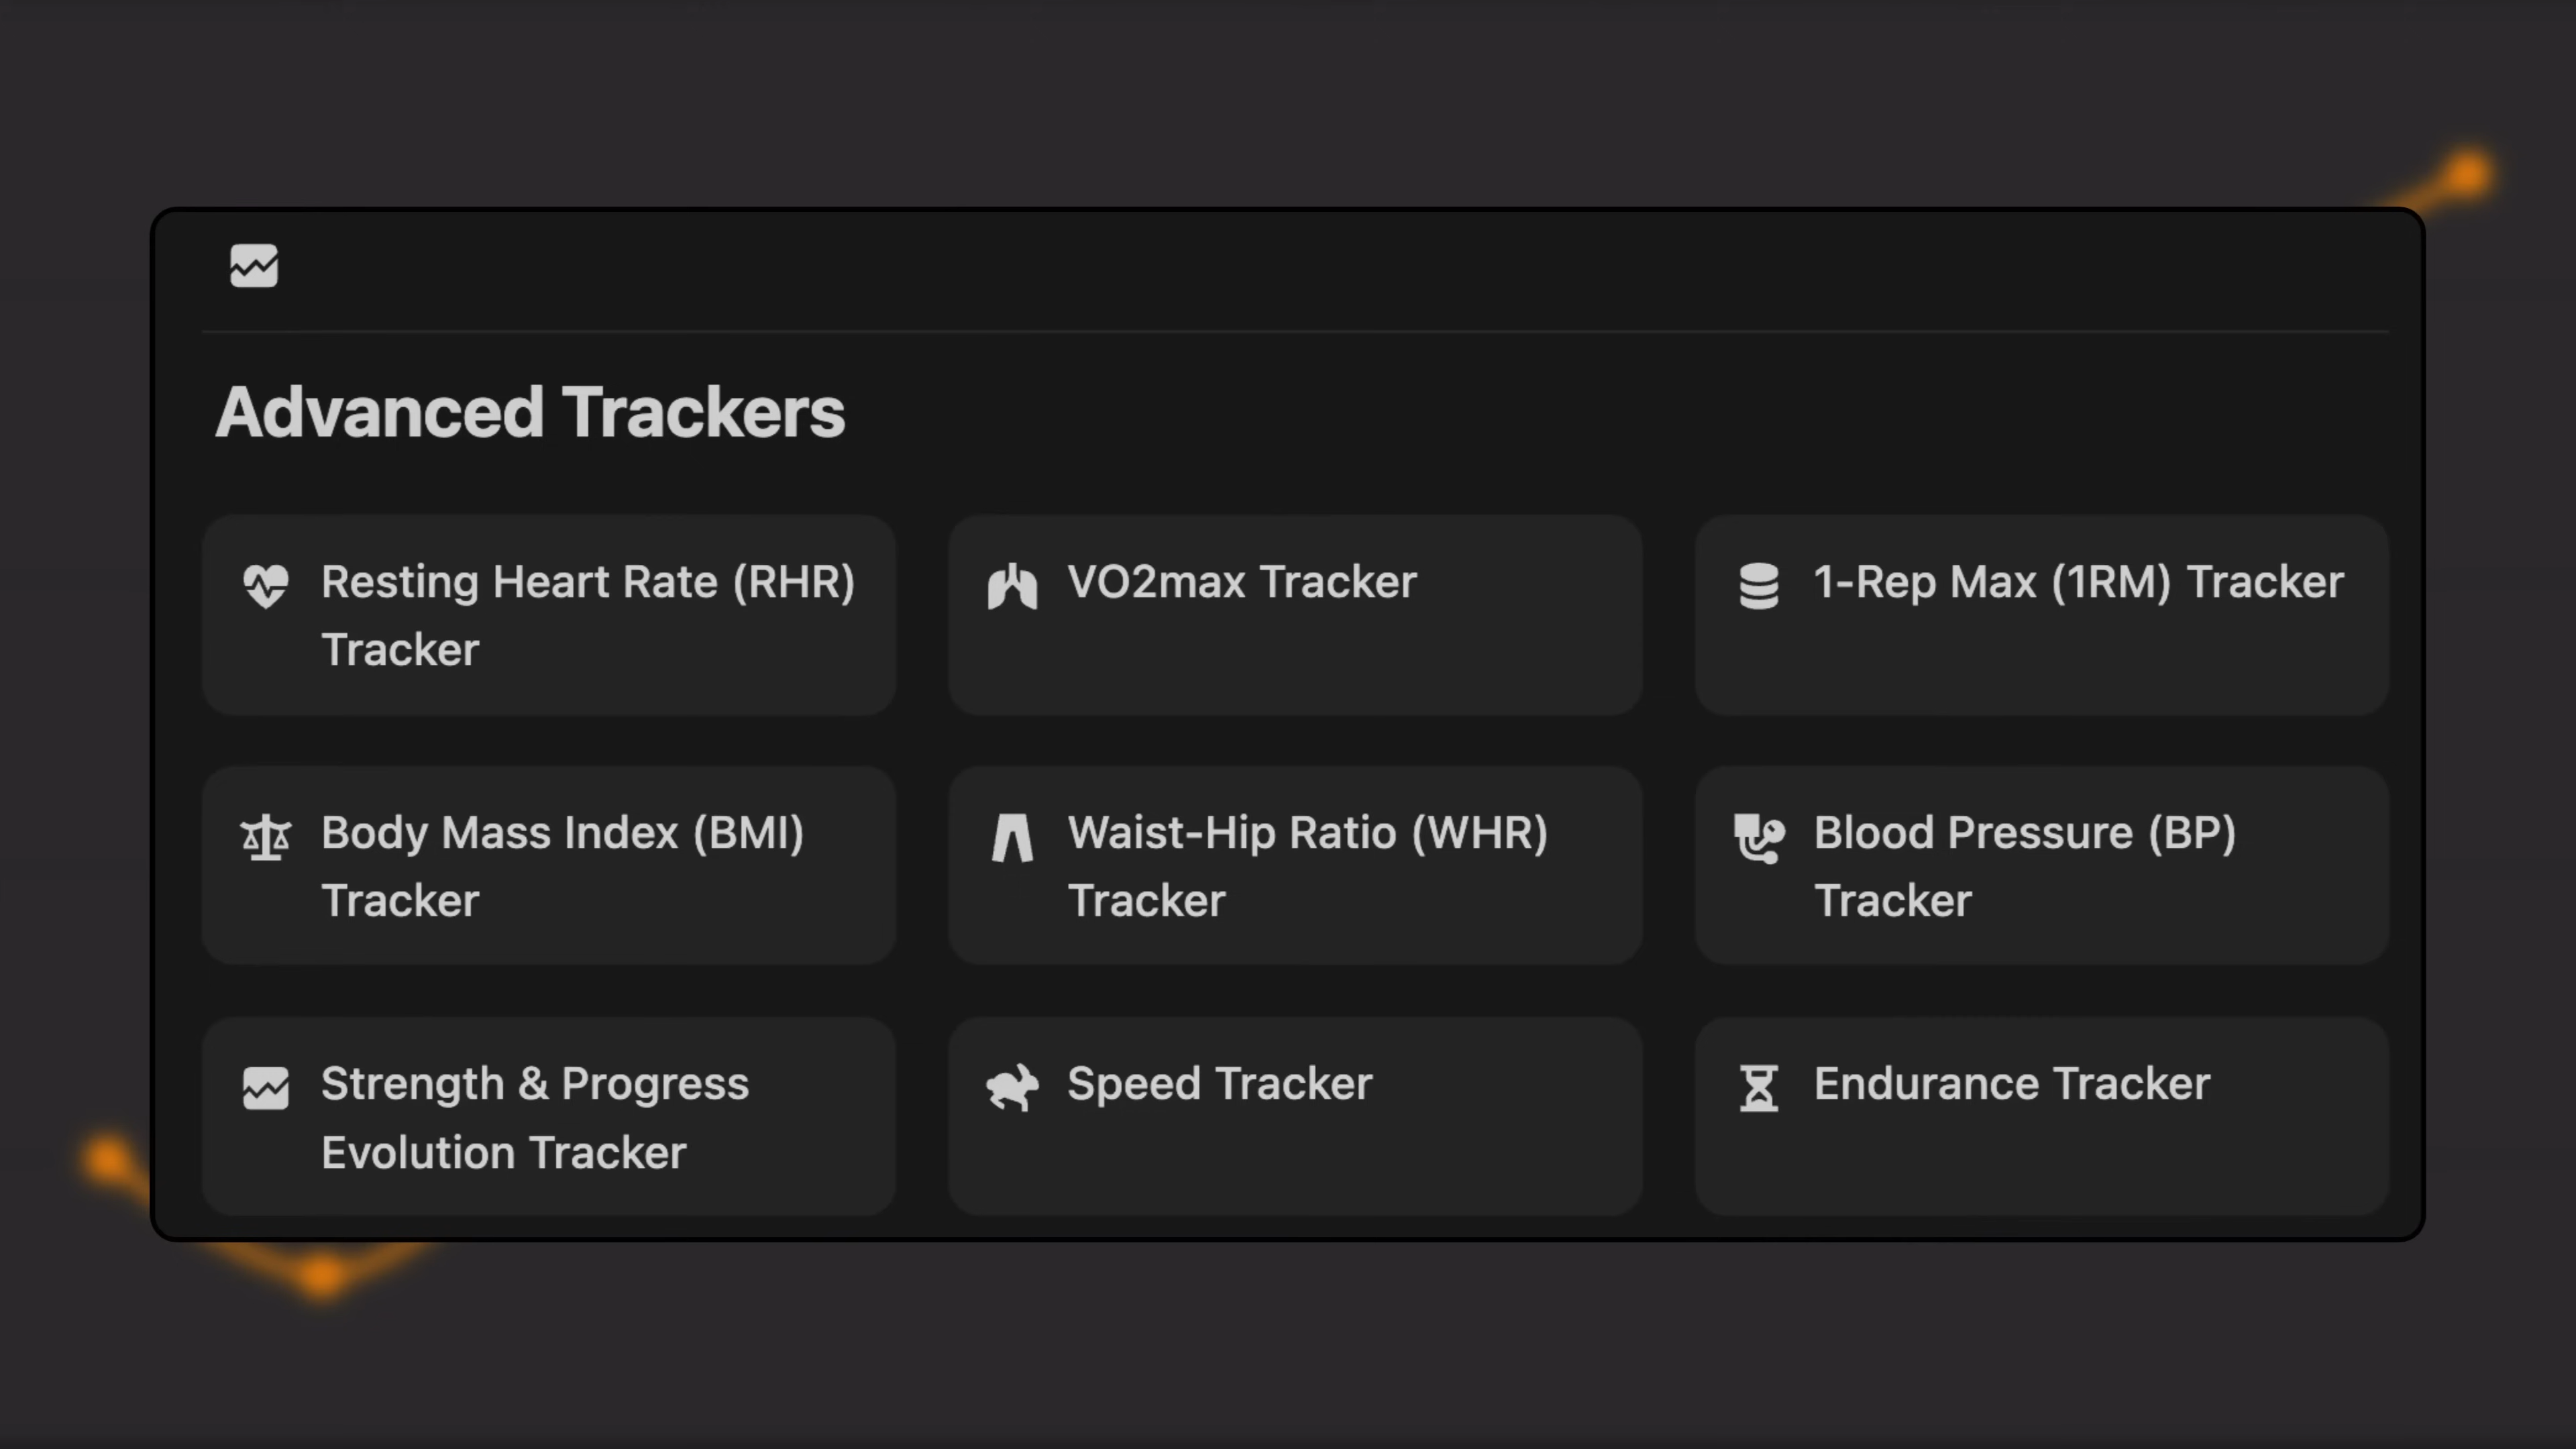 Advanced Trackers
Resting Heart Rate (RHR)
Tracker
VO2max Tracker
1-Rep Max (1RM) Tracker
Body Mass Index (BMI)
Tracker
Waist-Hip Ratio (WHR)
Tracker
Blood Pressure (BP)
Tracker
Strength & Progress
Evolution Tracker
Speed Tracker
Endurance Tracker